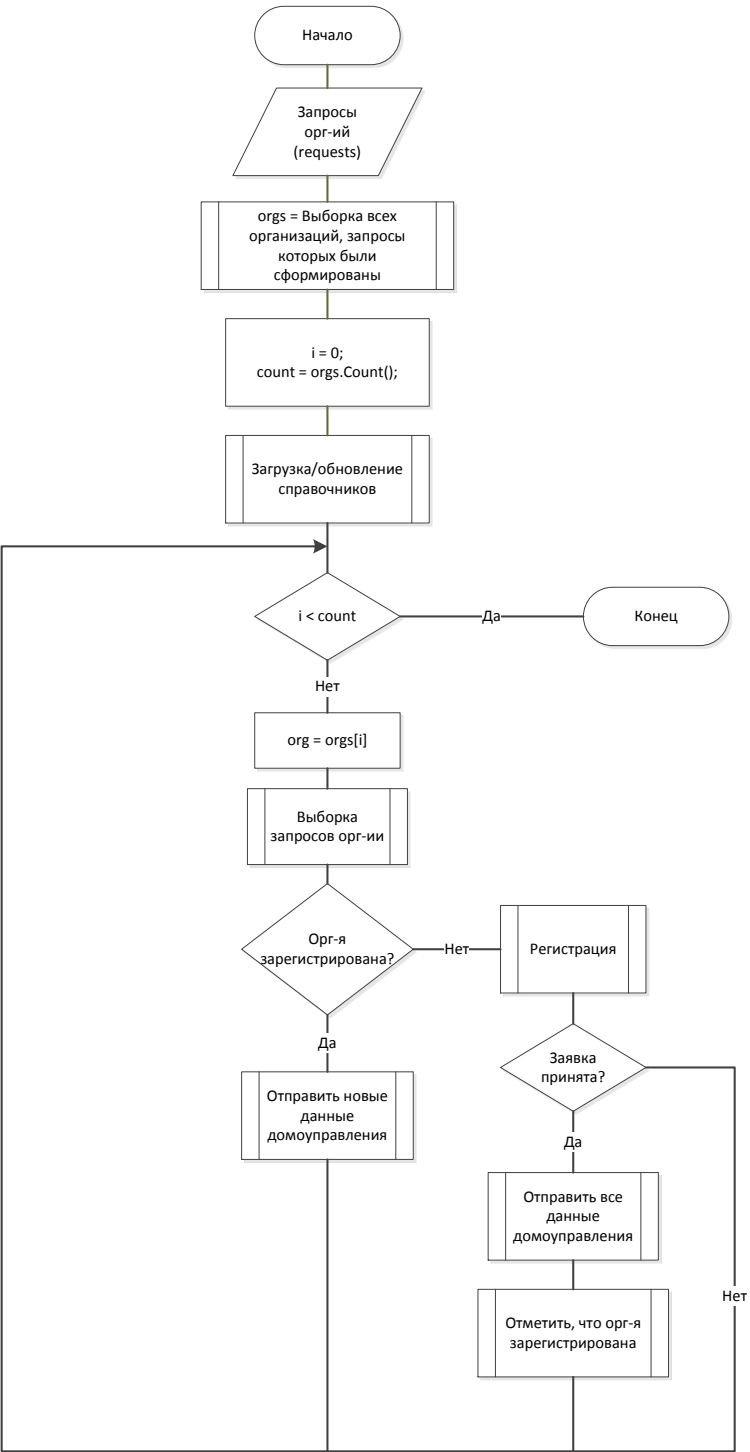 Начало
Запросы
орг-ий
(requests)
orgs = Выборка всех
организаций, запросы
которых были
сформированы
i = 0;
count = orgs.Count();
Загрузка/обновление
справочников
i < count
Да
Конец
Нет
org = orgs[i]
Выборка
запросов орг-ии
Орг-я
зарегистрирована?
Нет
Регистрация
Да
Заявка
принята?
Отправить новые
данные
домоуправления
Да
Отправить все
данные
домоуправления
Нет
Отметить, что орг-я
зарегистрирована